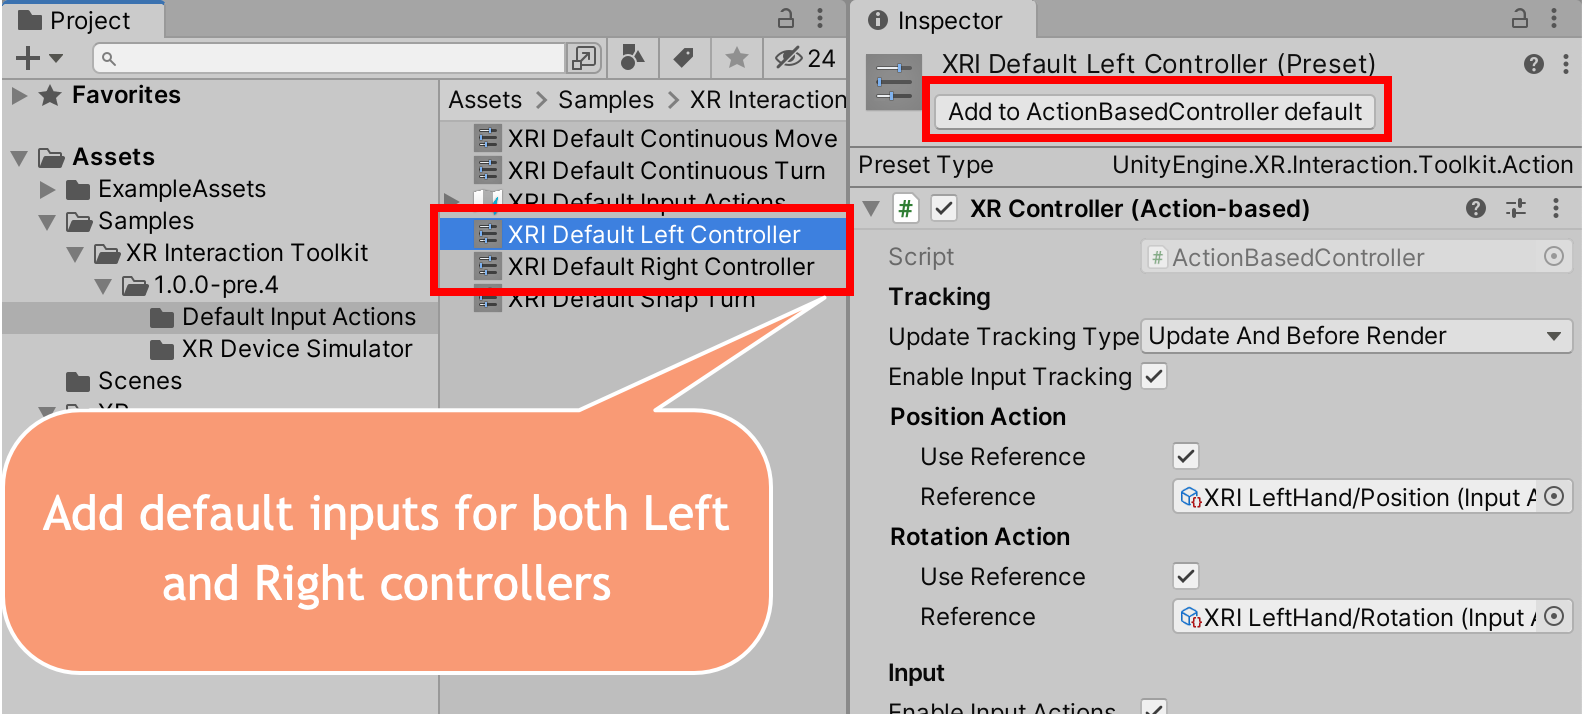 Project
24
Favorites
Assets
ExampleAssets
Samples
XR Interaction Toolkit
1.0.0-pre.4
Default Input Actions
XR Device Simulator
Scenes
XR
Assets > Samples > XR Interaction
XRI Default Continuous Move
XRI Default Continuous Turn
XRI Default Input Actions
XRI Default Left Controller
XRI Default Right Controller
XRI Default Snap Turn
Add default inputs for both Left
and Right controllers
Inspector
XRI Default Left Controller (Preset)
Add to ActionBasedController default
Preset Type UnityEngine.XR.Interaction.Toolkit.Action
# XR Controller (Action-based)
Script # ActionBasedController
Tracking
Update Tracking Type Update And Before Render
Enable Input Tracking
Position Action
Use Reference
Reference XRI LeftHand/Position (Input A
Rotation Action
Use Reference
Reference XRI LeftHand/Rotation (Input A
Input
Enable Input Actions